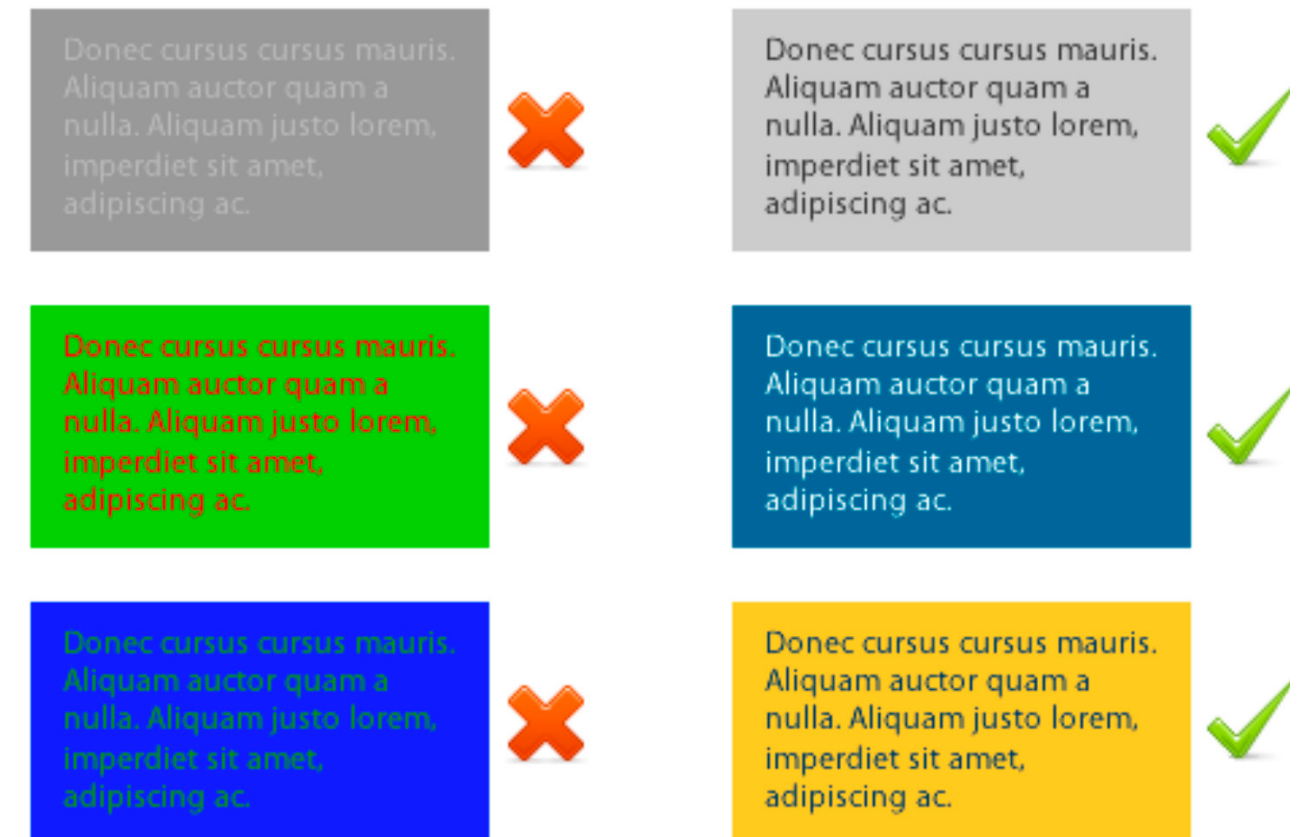 Donec cursus cursus mauris.
Aliquam auctor quam a
nulla. Aliquam justo lorem,
imperdiet sit amet,
adipiscing ac.
Donec cursus cursus mauris.
Aliquam auctor quam a
nulla. Aliquam justo lorem,
imperdiet sit amet,
adipiscing ac.
Donec cursus cursus mauris.
Aliquam auctor quam a
nulla. Aliquam justo lorem,
imperdiet sit amet,
adipiscing ac.
Donec cursus cursus mauris.
Aliquam auctor quam a
nulla. Aliquam justo lorem,
imperdiet sit amet,
adipiscing ac.
Donec cursus cursus mauris.
Aliquam auctor quam a
nulla. Aliquam justo lorem,
imperdiet sit amet,
adipiscing ac.
Donec cursus cursus mauris.
Aliquam auctor quam a
nulla. Aliquam justo lorem,
imperdiet sit amet,
adipiscing ac.